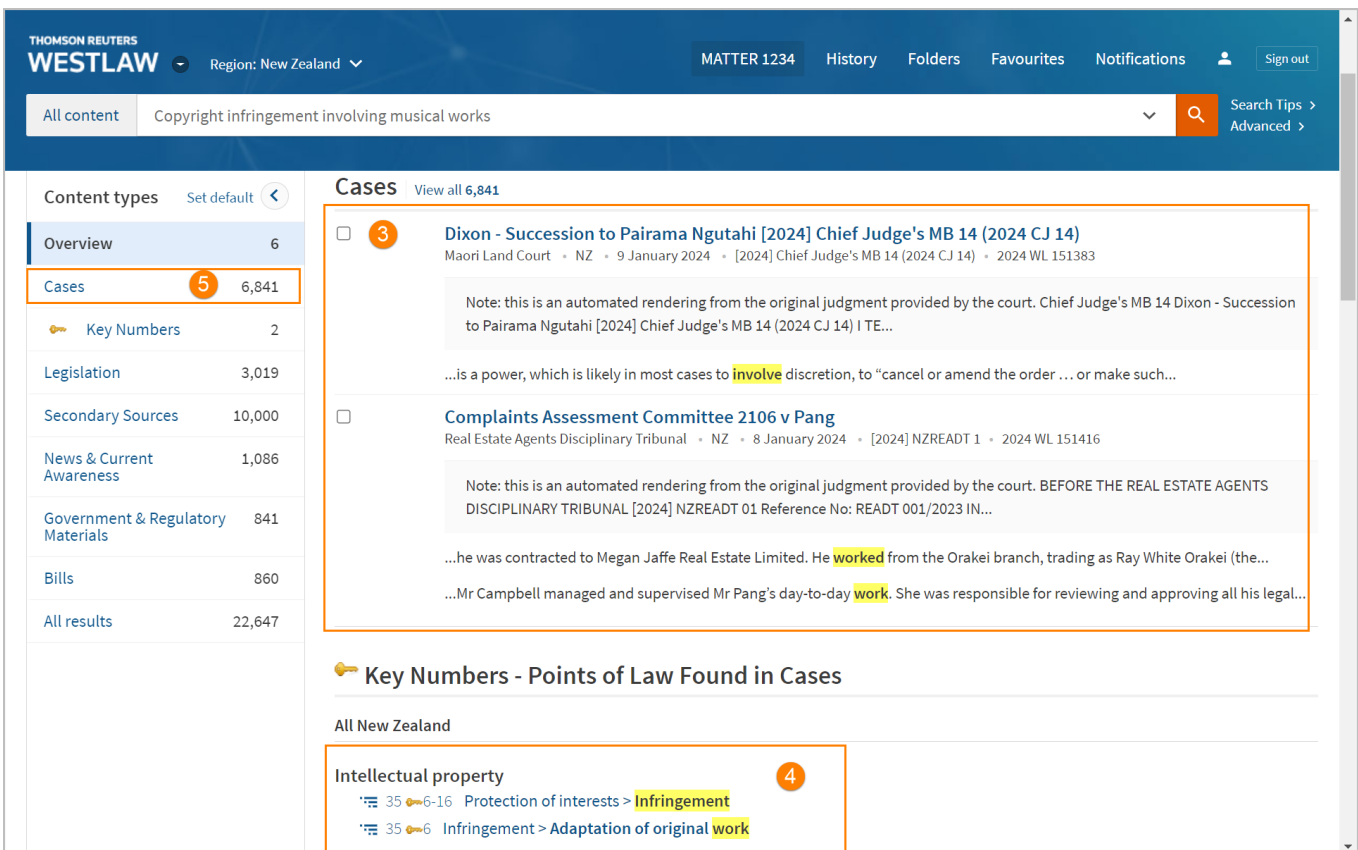 THOMSON REUTERS
WESTLAW
Region: New Zealand
MATTER 1234
History
Folders
Favourites
Notifications
Sign out
All content
Copyright infringement involving musical works
Search Tips >
Advanced >
Content types
Set default
Overview 6
Cases 5 6,841
Key Numbers 2
Legislation 3,019
Secondary Sources 10,000
News & Current 1,086
Awareness
Government & Regulatory 841
Materials
Bills 860
All results 22,647
Cases View all 6,841
3 Dixon - Succession to Pairama Ngutahi [2024] Chief Judge's MB 14 (2024 CJ 14)
Maori Land Court • NZ • 9 January 2024 • [2024] Chief Judge's MB 14 (2024 CJ 14) • 2024 WL 151383
Note: this is an automated rendering from the original judgment provided by the court. Chief Judge's MB 14 Dixon - Succession
to Pairama Ngutahi [2024] Chief Judge's MB 14 (2024 CJ 14) I TE...
...is a power, which is likely in most cases to involve discretion, to “cancel or amend the order … or make such...
Complaints Assessment Committee 2106 v Pang
Real Estate Agents Disciplinary Tribunal • NZ • 8 January 2024 • [2024] NZREADT 1 • 2024 WL 151416
Note: this is an automated rendering from the original judgment provided by the court. BEFORE THE REAL ESTATE AGENTS
DISCIPLINARY TRIBUNAL [2024] NZREADT 01 Reference No: READT 001/2023 IN...
...he was contracted to Megan Jaffe Real Estate Limited. He worked from the Orakei branch, trading as Ray White Orakei (the...
...Mr Campbell managed and supervised Mr Pang’s day-to-day work. She was responsible for reviewing and approving all his legal...
Key Numbers - Points of Law Found in Cases
All New Zealand
Intellectual property 4
35 6-16 Protection of interests > Infringement
35 6 Infringement > Adaptation of original work